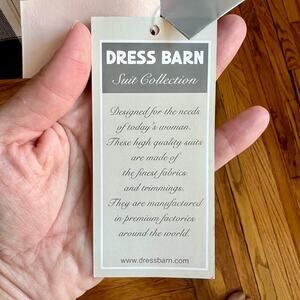 DRESS BARN
Suit Collection
Designed for the needs
of today's woman.
These high quality suits
are made of
the finest fabrics
and trimmings.
They are manufactured
in premium factories
around the world.
www.dressbarn.com